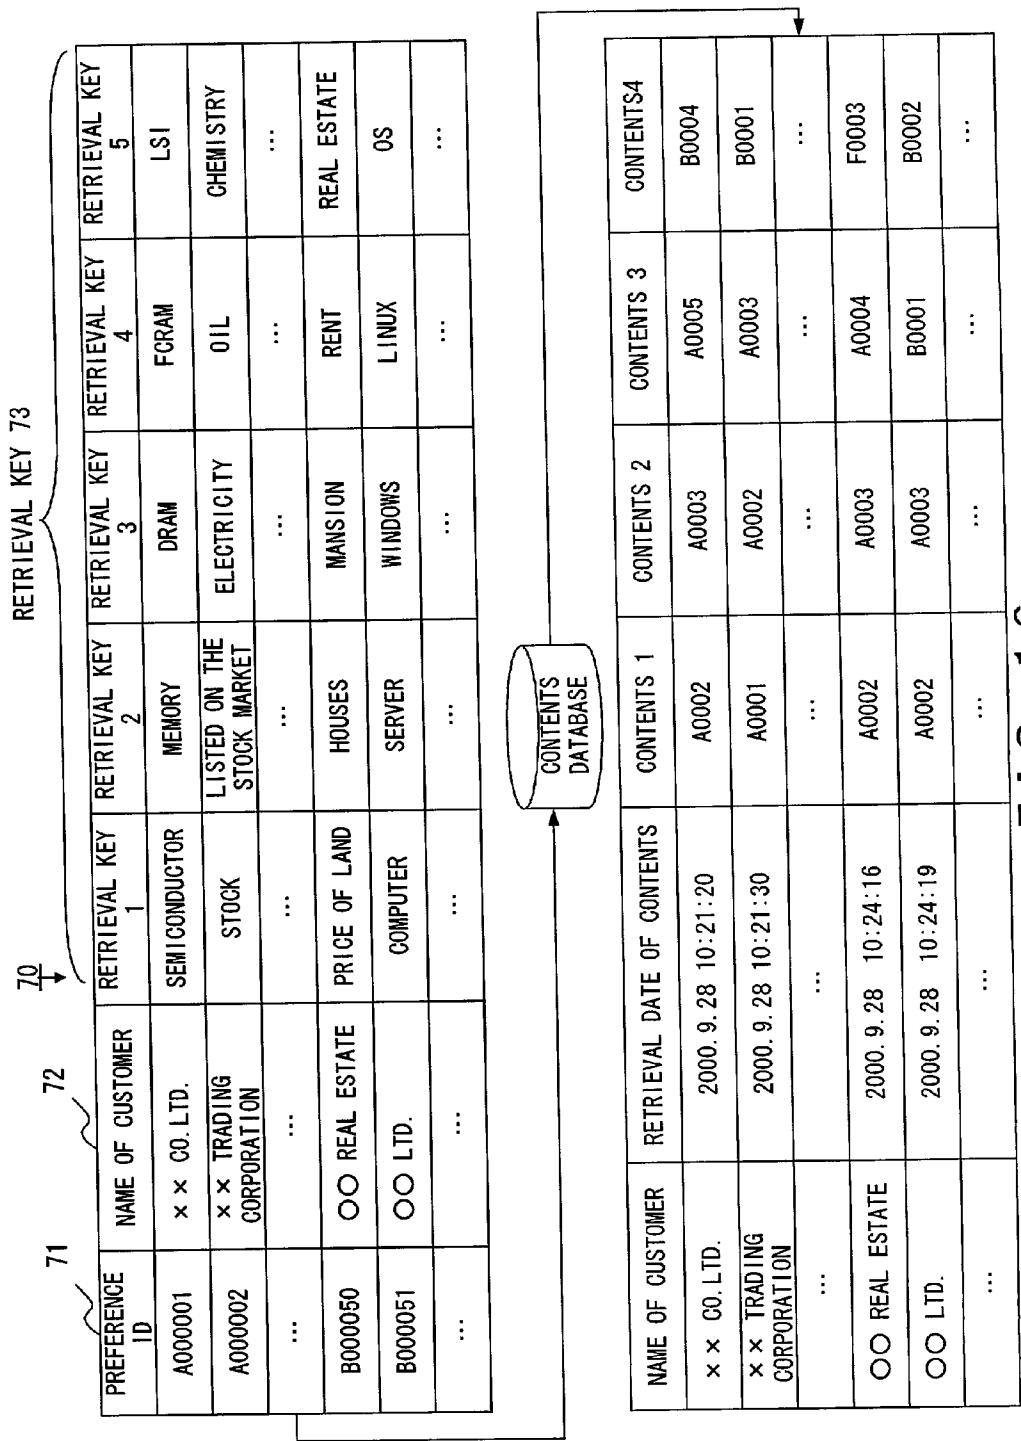 RETRIEVAL KEY 73
70
71
72
PREFERENCE ID | NAME OF CUSTOMER | RETRIEVAL KEY 1 | RETRIEVAL KEY 2 | RETRIEVAL KEY 3 | RETRIEVAL KEY 4 | RETRIEVAL KEY 5
A000001 | × × CO.LTD. | SEMICONDUCTOR | MEMORY | DRAM | FCRAM | LSI
A000002 | × × TRADING CORPORATION | STOCK | LISTED ON THE STOCK MARKET | ELECTRICITY | OIL | CHEMISTRY
... | ... | ... | ... | ... | ... | ...
B000050 | ○○ REAL ESTATE | PRICE OF LAND | HOUSES | MANSION | RENT | REAL ESTATE
B000051 | ○○ LTD. | COMPUTER | SERVER | WINDOWS | LINUX | OS
... | ... | ... | ... | ... | ... | ...
CONTENTS
DATABASE
NAME OF CUSTOMER | RETRIEVAL DATE OF CONTENTS | CONTENTS 1 | CONTENTS 2 | CONTENTS 3 | CONTENTS4
× × CO.LTD. | 2000.9.28 10:21:20 | A0002 | A0003 | A0005 | B0004
× × TRADING CORPORATION | 2000.9.28 10:21:30 | A0001 | A0002 | A0003 | B0001
... | ... | ... | ... | ... | ...
○○ REAL ESTATE | 2000.9.28 10:24:16 | A0002 | A0003 | A0004 | F0003
○○ LTD. | 2000.9.28 10:24:19 | A0002 | A0003 | B0001 | B0002
... | ... | ... | ... | ... | ...